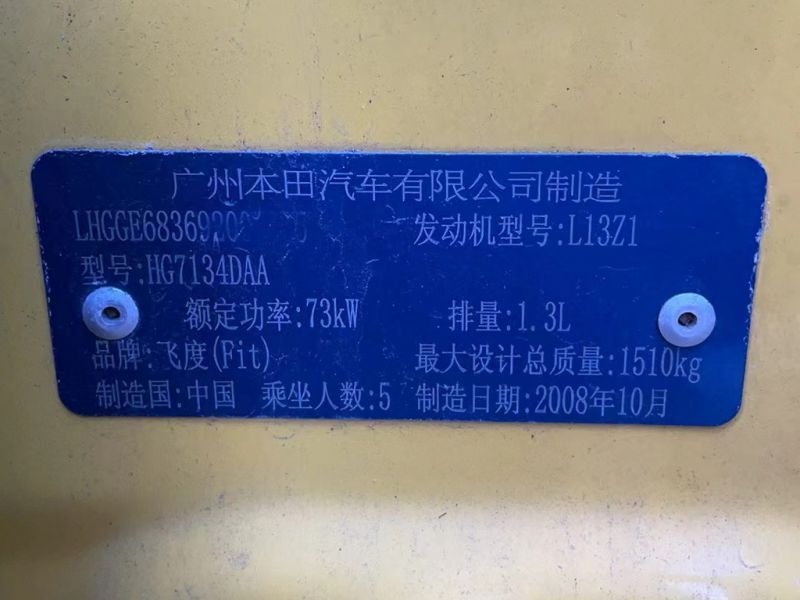 广州本田汽车有限公司制造
LHGGE6836920 发动机型号:L13Z1
型号:HG7134DAA
额定功率:73kW 排量:1.3L
品牌:飞度(Fit) 最大设计总质量:1510kg
制造国:中国 乘坐人数:5 制造日期:2008年10月